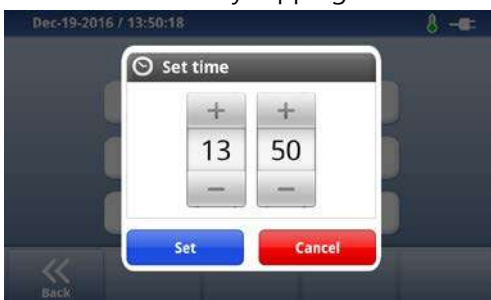 Dec-19-2016 / 13:50:18
Set time
+ +
13 50
− −
Set Cancel
Back